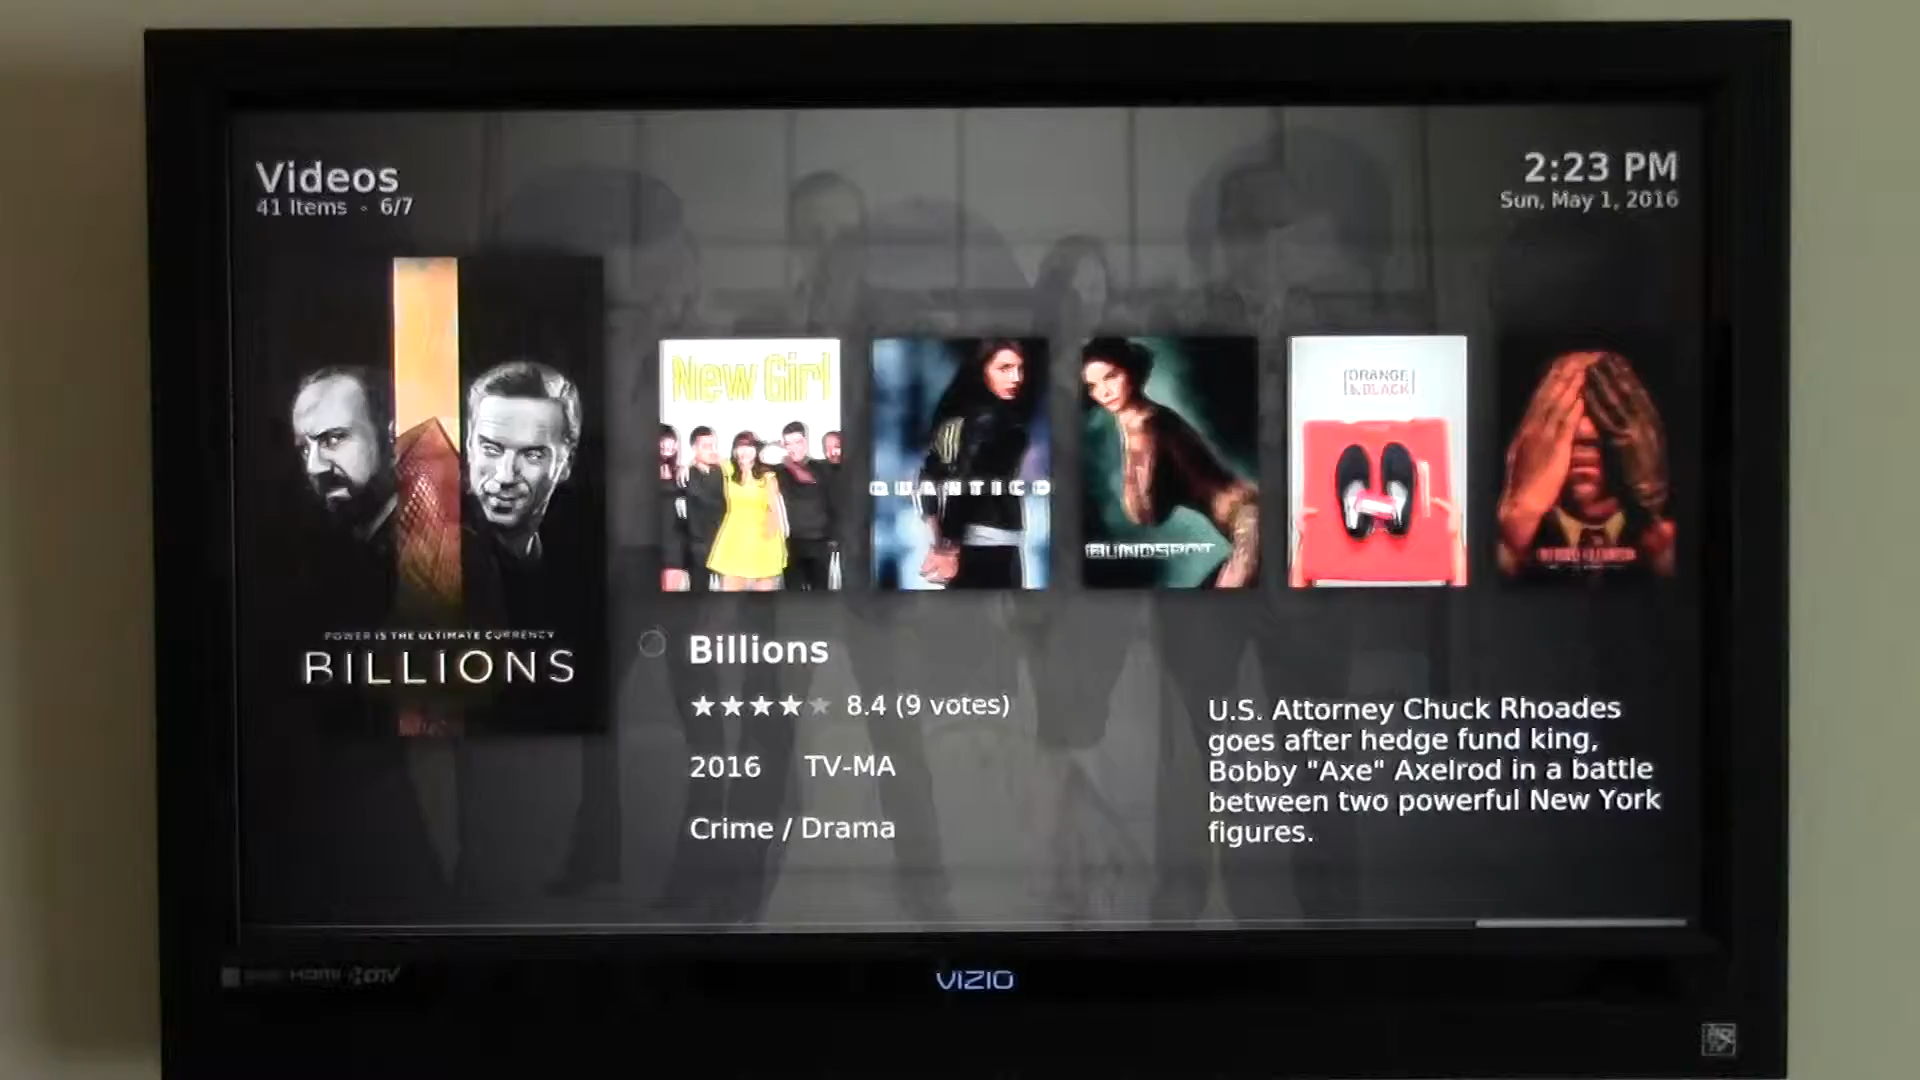 Videos
41 Items ◦ 6/7
2:23 PM
Sun, May 1, 2016
POWER IS THE ULTIMATE CURRENCY
BILLIONS
New Girl
QUANTICO
BLINDSPOT
ORANGE
BLACK
Billions
8.4 (9 votes)
2016 TV-MA
Crime / Drama
U.S. Attorney Chuck Rhoades
goes after hedge fund king,
Bobby "Axe" Axelrod in a battle
between two powerful New York
figures.
HDMI HDTV
VIZIO